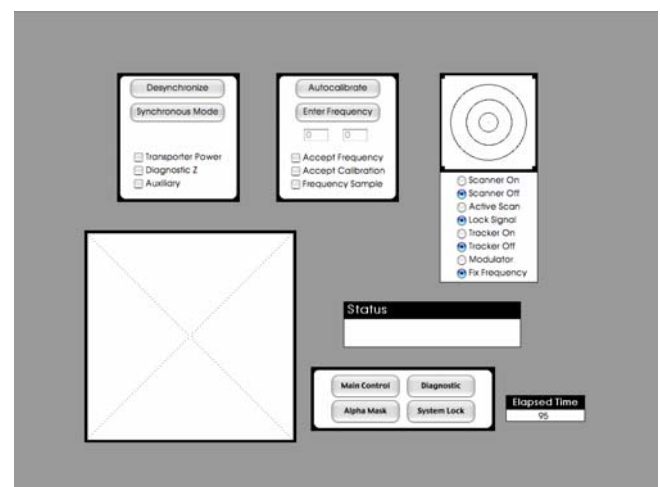 Desynchronize
Synchronous Mode
Transporter Power
Diagnostic Z
Auxiliary
Autocalibrate
Enter Frequency
0 0
Accept Frequency
Accept Calibration
Frequency Sample
Scanner On
Scanner Off
Active Scan
Lock Signal
Tracker On
Tracker Off
Modulator
Fix Frequency
Status
Main Control Diagnostic
Alpha Mask System Lock
Elapsed Time
95